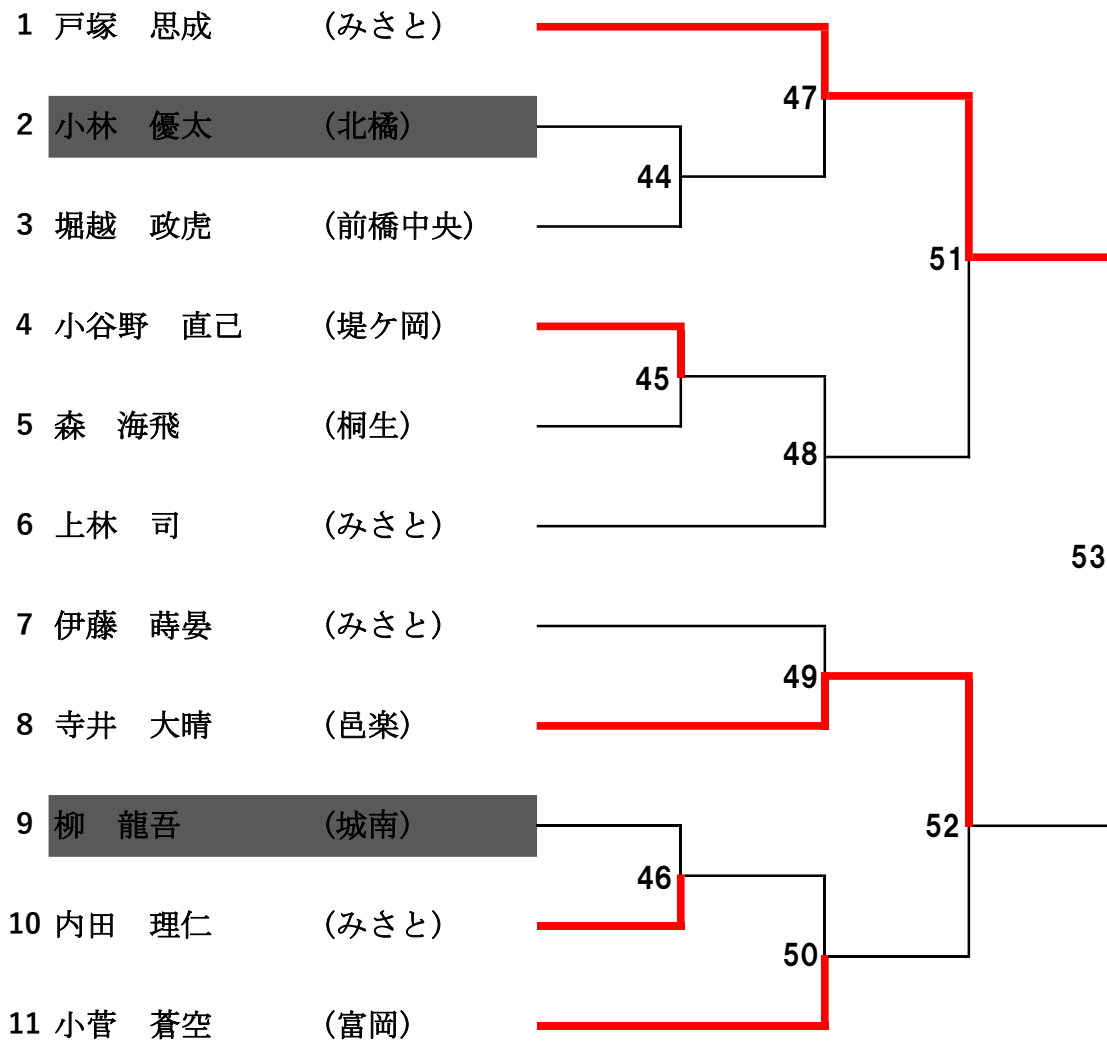 1 戸塚 思成 (みさと)
47
2 小林 優太 (北橘)
44
3 堀越 政虎 (前橋中央)
51
4 小谷野 直己 (堤ケ岡)
45
5 森 海飛 (桐生)
48
6 上林 司 (みさと)
53
7 伊藤 蒔晏 (みさと)
49
8 寺井 大晴 (邑楽)
9 柳 龍吾 (城南)
52
46
10 内田 理仁 (みさと)
50
11 小菅 蒼空 (富岡)